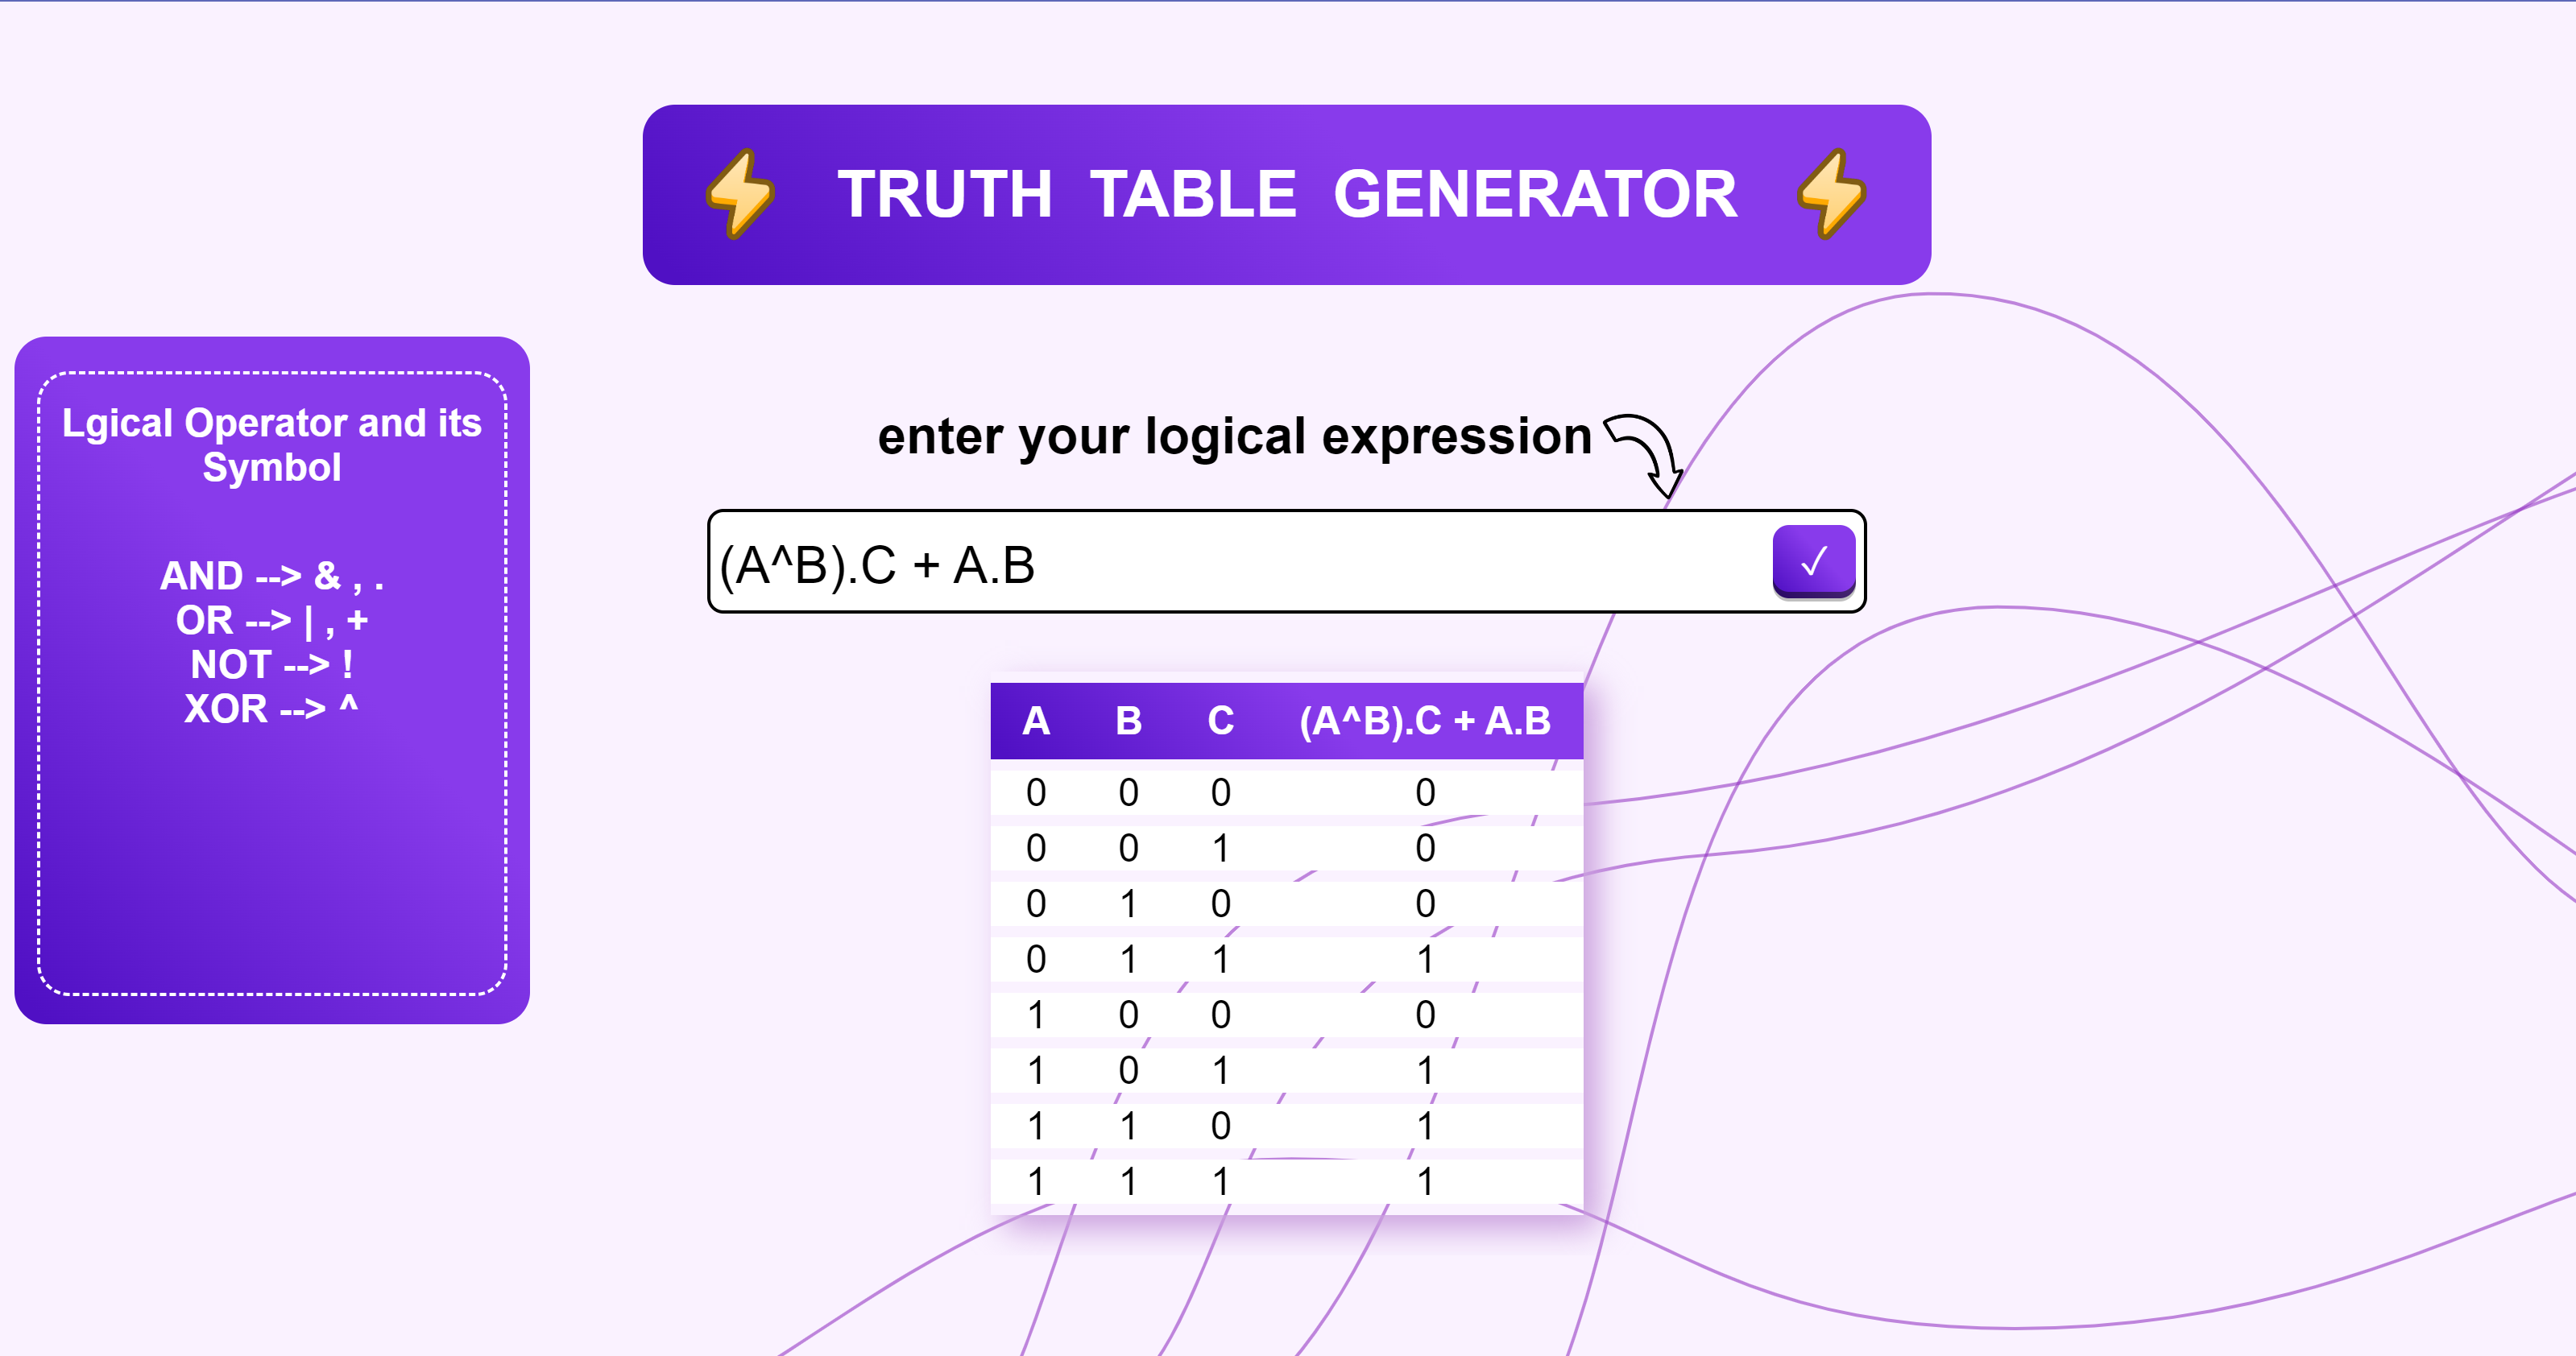 ⚡ TRUTH TABLE GENERATOR ⚡
Lgical Operator and its
Symbol
AND --> & , .
OR --> | , +
NOT --> !
XOR --> ^
enter your logical expression
(A^B).C + A.B ✓
A B C (A^B).C + A.B
0 0 0 0
0 0 1 0
0 1 0 0
0 1 1 1
1 0 0 0
1 0 1 1
1 1 0 1
1 1 1 1